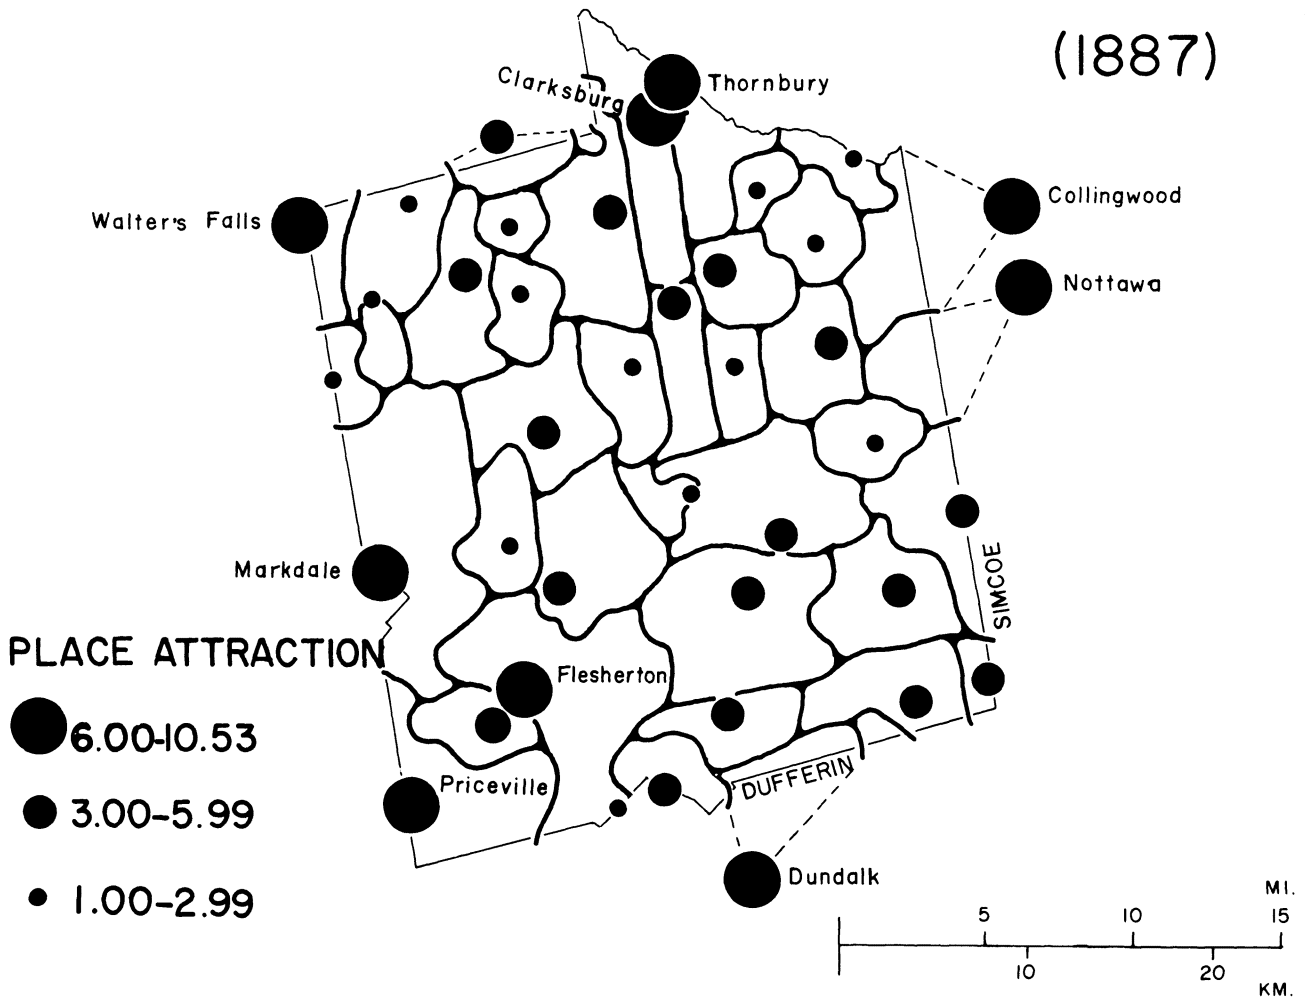 (1887)
Clarksburg
Thornbury
Walter's Falls
Collingwood
Nottawa
Markdale
SIMCOE
PLACE ATTRACTION
Flesherton
6.00-10.53
Priceville
DUFFERIN
3.00-5.99
Dundalk
1.00-2.99
MI.
5 10 15
10 20
KM.